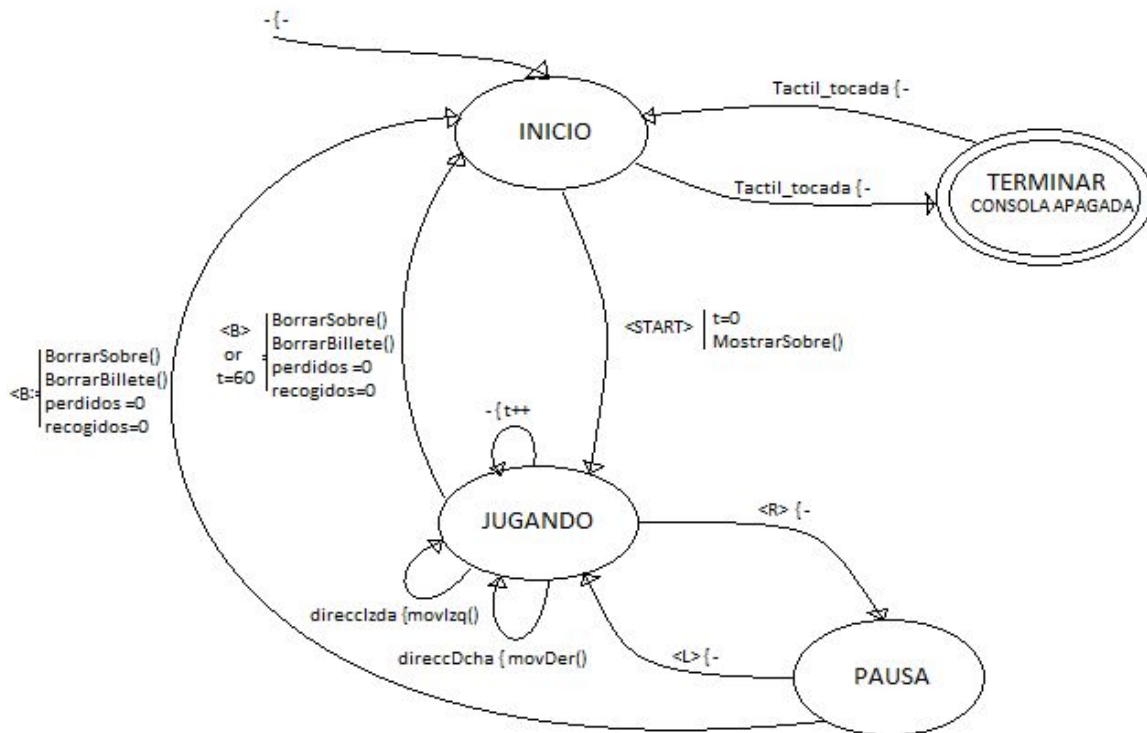 - {-
INICIO
Tactil_tocada {-
Tactil_tocada {-
TERMINAR
CONSOLA APAGADA
<B>
or
t=60
BorrarSobre()
BorrarBillete()
perdidos =0
recogidos=0
<START>
t=0
MostrarSobre()
<B:
BorrarSobre()
BorrarBillete()
perdidos =0
recogidos=0
- { t++
JUGANDO
<R> {-
direccIzda {movIzq()
direccDcha { movDer()
<L> {-
PAUSA